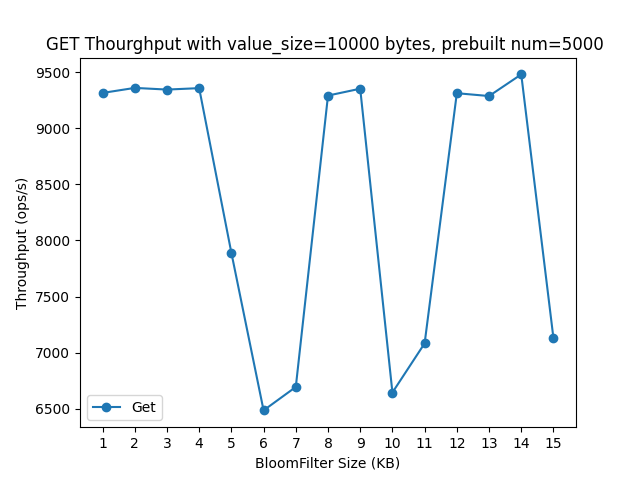 GET Thourghput with value_size=10000 bytes, prebuilt num=5000
Throughput (ops/s)
9500
9000
8500
8000
7500
7000
6500
Get
1 2 3 4 5 6 7 8 9 10 11 12 13 14 15
BloomFilter Size (KB)